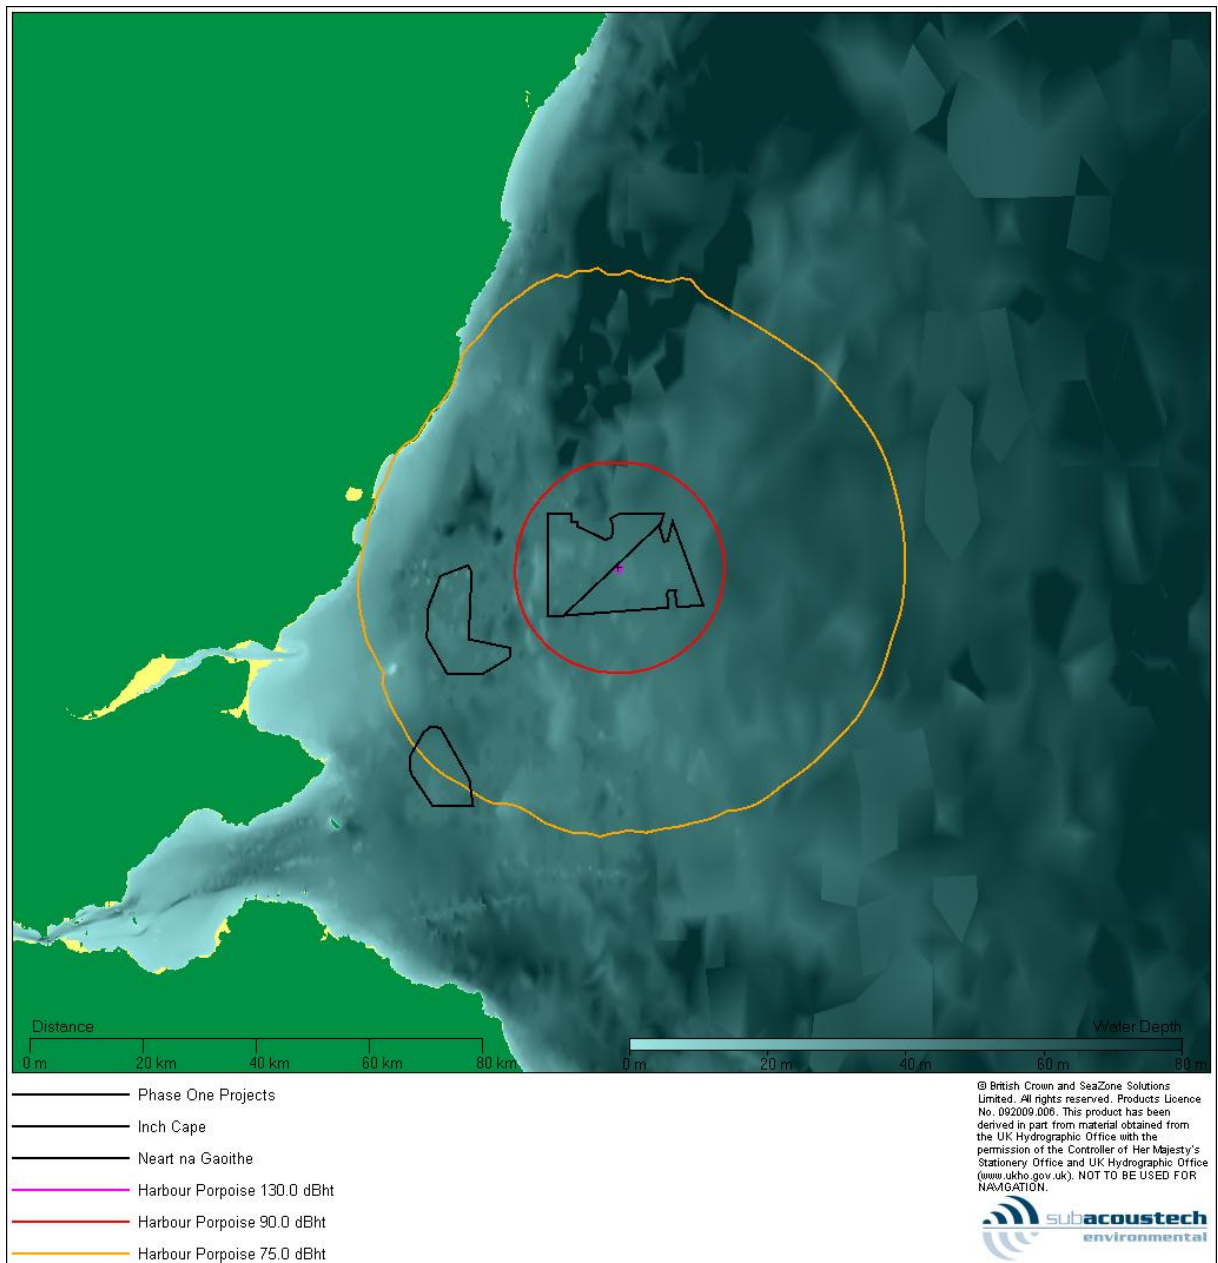 Distance
0 m 20 km 40 km 60 km 80 km
Water Depth
0 m 20 m 40 m 60 m 80 m
Phase One Projects
Inch Cape
Neart na Gaoithe
Harbour Porpoise 130.0 dBht
Harbour Porpoise 90.0 dBht
Harbour Porpoise 75.0 dBht
© British Crown and SeaZone Solutions
Limited. All rights reserved. Products Licence
No. 092009.006. This product has been
derived in part from material obtained from
the UK Hydrographic Office with the
permission of the Controller of Her Majesty's
Stationery Office and UK Hydrographic Office
(www.ukho.gov.uk). NOT TO BE USED FOR
NAVIGATION.
subacoustech
environmental